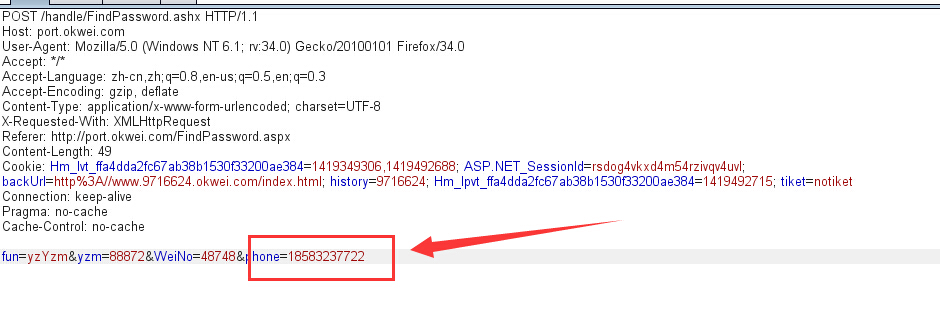 POST /handle/FindPassword.ashx HTTP/1.1
Host: port.okwei.com
User-Agent: Mozilla/5.0 (Windows NT 6.1; rv:34.0) Gecko/20100101 Firefox/34.0
Accept: */*
Accept-Language: zh-cn,zh;q=0.8,en-us;q=0.5,en;q=0.3
Accept-Encoding: gzip, deflate
Content-Type: application/x-www-form-urlencoded; charset=UTF-8
X-Requested-With: XMLHttpRequest
Referer: http://port.okwei.com/FindPassword.aspx
Content-Length: 49
Cookie: Hm_lvt_ffa4dda2fc67ab38b1530f33200ae384=1419349306,1419492688; ASP.NET_SessionId=rsdog4vkxd4m54rzivqv4uvl;
backUrl=http%3A//www.9716624.okwei.com/index.html; history=9716624; Hm_lpvt_ffa4dda2fc67ab38b1530f33200ae384=1419492715; tiket=notiket
Connection: keep-alive
Pragma: no-cache
Cache-Control: no-cache
fun=yzYzm&yzm=88872&WeiNo=48748&phone=18583237722